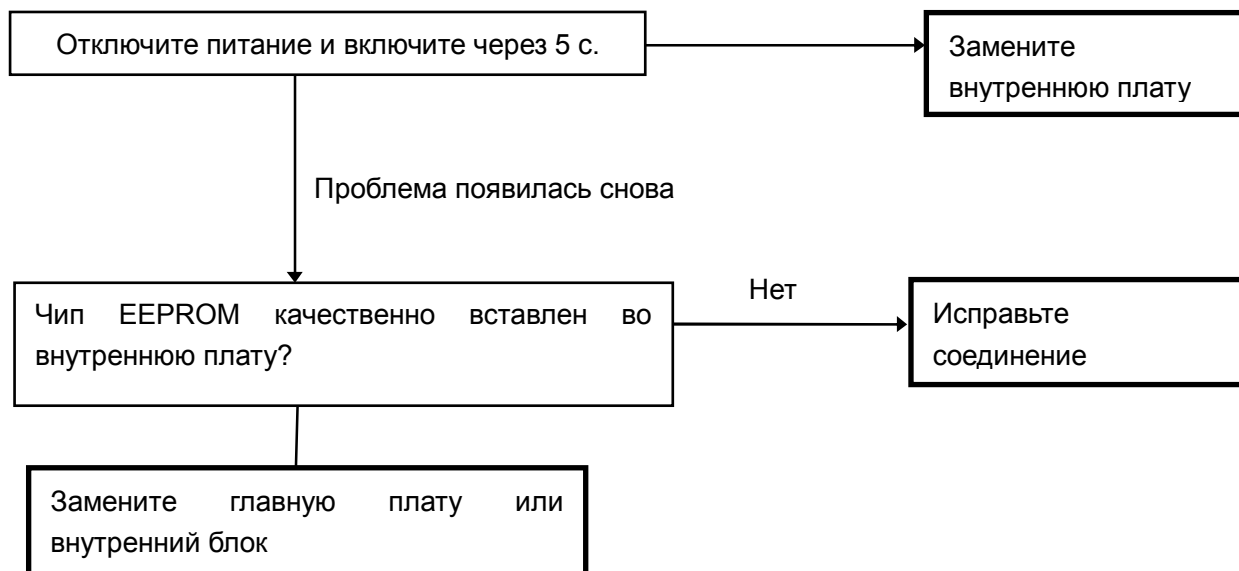 Отключите питание и включите через 5 с.
Замените
внутреннюю плату
Проблема появилась снова
Чип EEPROM качественно вставлен во
внутреннюю плату?
Нет
Исправьте
соединение
Замените главную плату или
внутренний блок